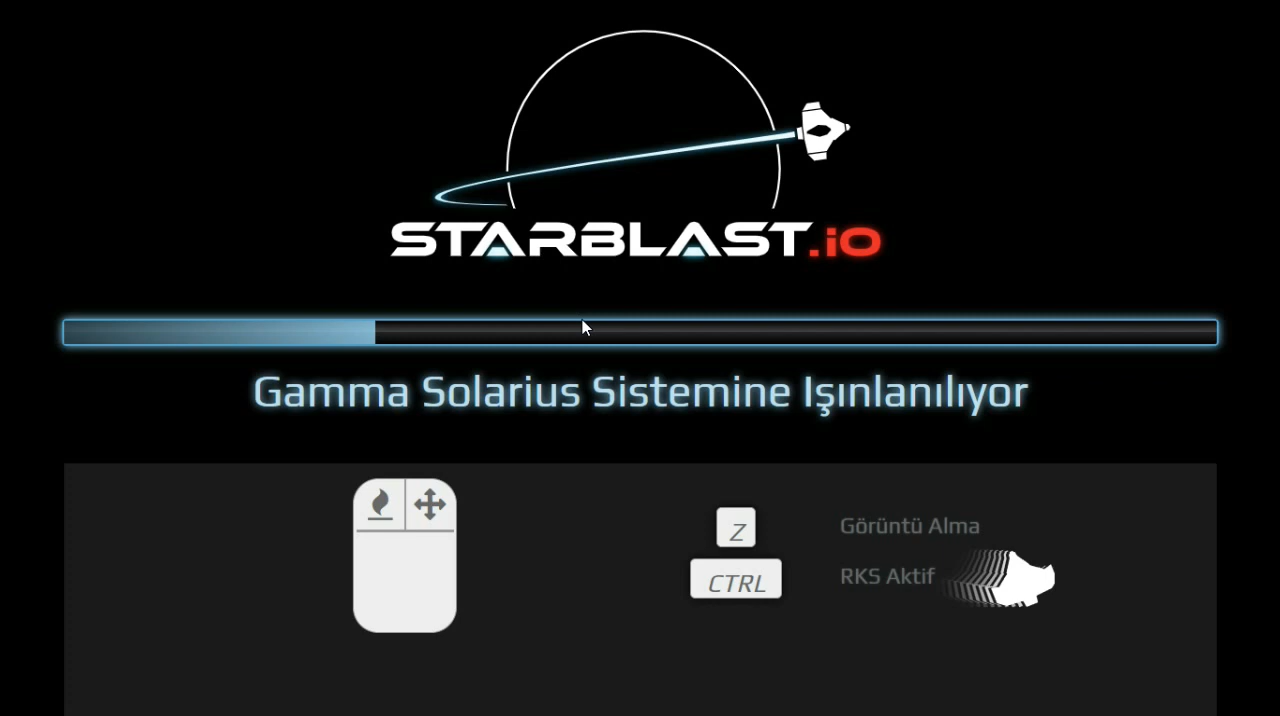 STARBLAST.iO
Gamma Solarius Sistemine Işınlanılıyor
Z
Görüntü Alma
CTRL
RKS Aktif